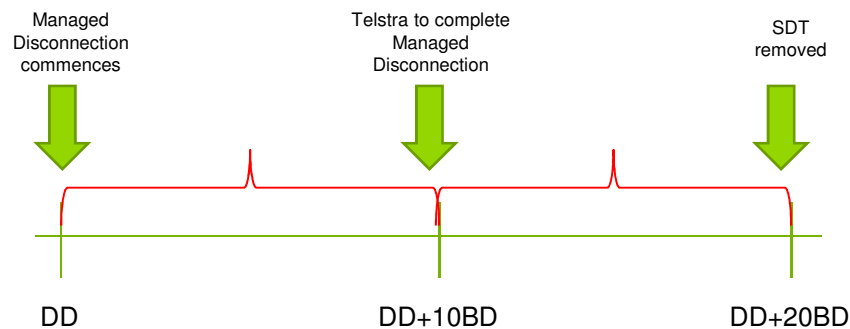 Managed
Disconnection
commences
Telstra to complete
Managed
Disconnection
SDT
removed
DD
DD+10BD
DD+20BD